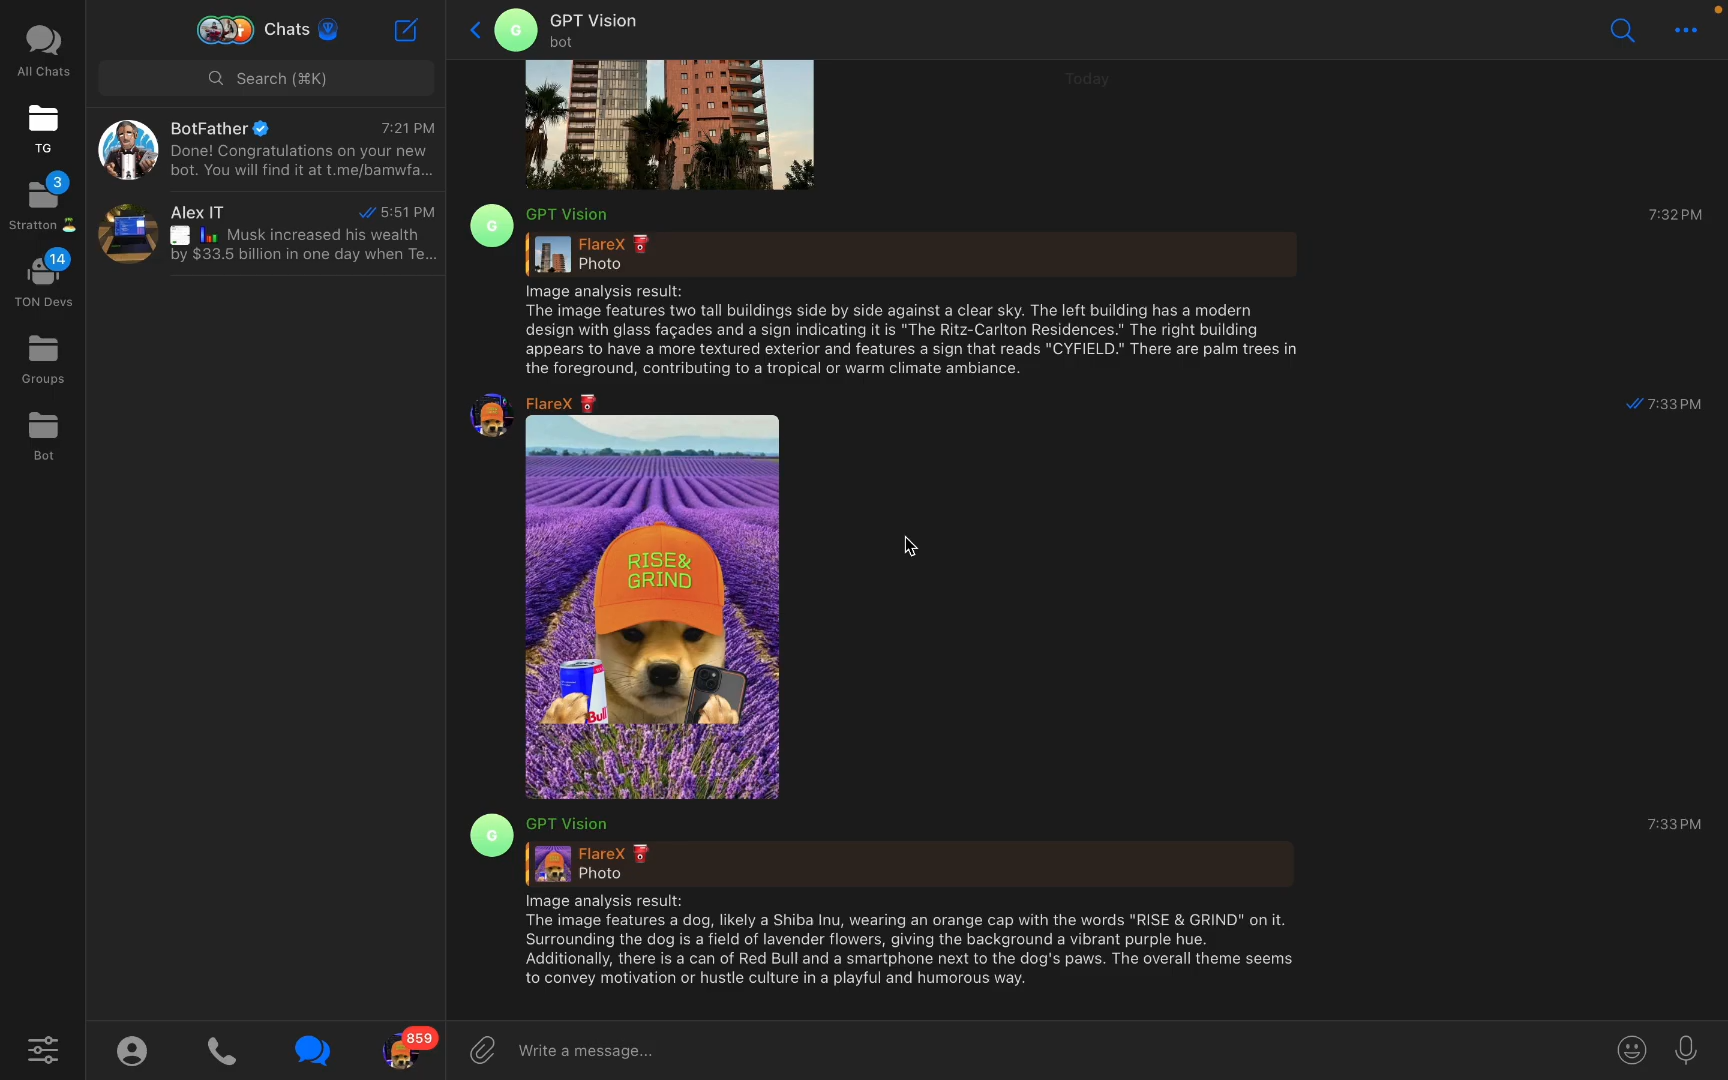 All Chats
TG
3
Stratton
14
TON Devs
Groups
Bot
Chats
Search (⌘K)
BotFather
7:21 PM
Done! Congratulations on your new
bot. You will find it at t.me/bamwfa...
Alex IT
5:51 PM
Musk increased his wealth
by $33.5 billion in one day when Te...
859
G
GPT Vision
bot
Today
G
GPT Vision
7:32 PM
FlareX
Photo
Image analysis result:
The image features two tall buildings side by side against a clear sky. The left building has a modern
design with glass façades and a sign indicating it is "The Ritz-Carlton Residences." The right building
appears to have a more textured exterior and features a sign that reads "CYFIELD." There are palm trees in
the foreground, contributing to a tropical or warm climate ambiance.
FlareX
7:33 PM
RISE&
GRIND
Bull
G
GPT Vision
7:33 PM
FlareX
Photo
Image analysis result:
The image features a dog, likely a Shiba Inu, wearing an orange cap with the words "RISE & GRIND" on it.
Surrounding the dog is a field of lavender flowers, giving the background a vibrant purple hue.
Additionally, there is a can of Red Bull and a smartphone next to the dog's paws. The overall theme seems
to convey motivation or hustle culture in a playful and humorous way.
Write a message...